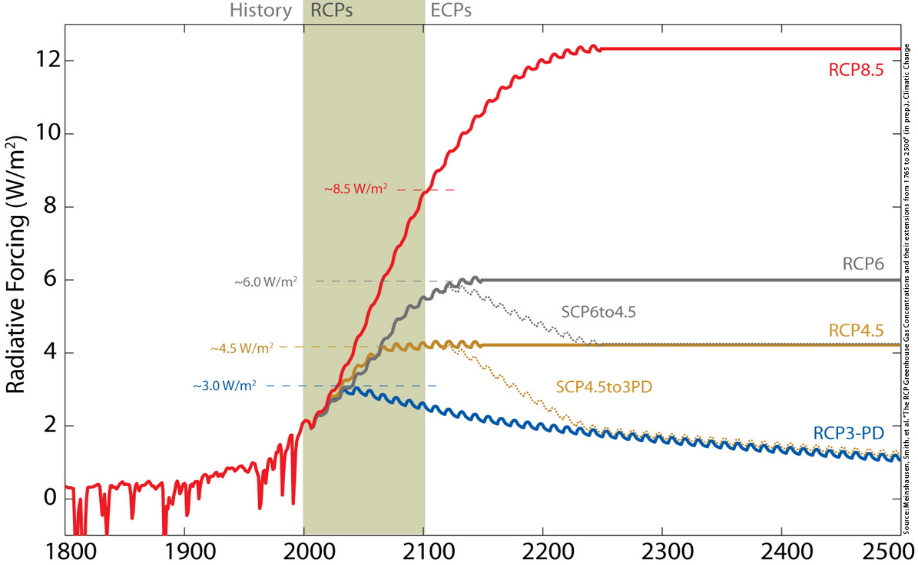 History RCPs ECPs
12
10
8
6
4
2
0
Radiative Forcing (W/m²)
RCP8.5
~8.5 W/m²
RCP6
~6.0 W/m²
SCP6to4.5
RCP4.5
~4.5 W/m²
SCP4.5to3PD
~3.0 W/m²
RCP3-PD
1800 1900 2000 2100 2200 2300 2400 2500
Source: Meinshausen, Smith, et al. "The RCP Greenhouse Gas Concentrations and their extensions from 1765 to 2500" (in prep.), Climatic Change